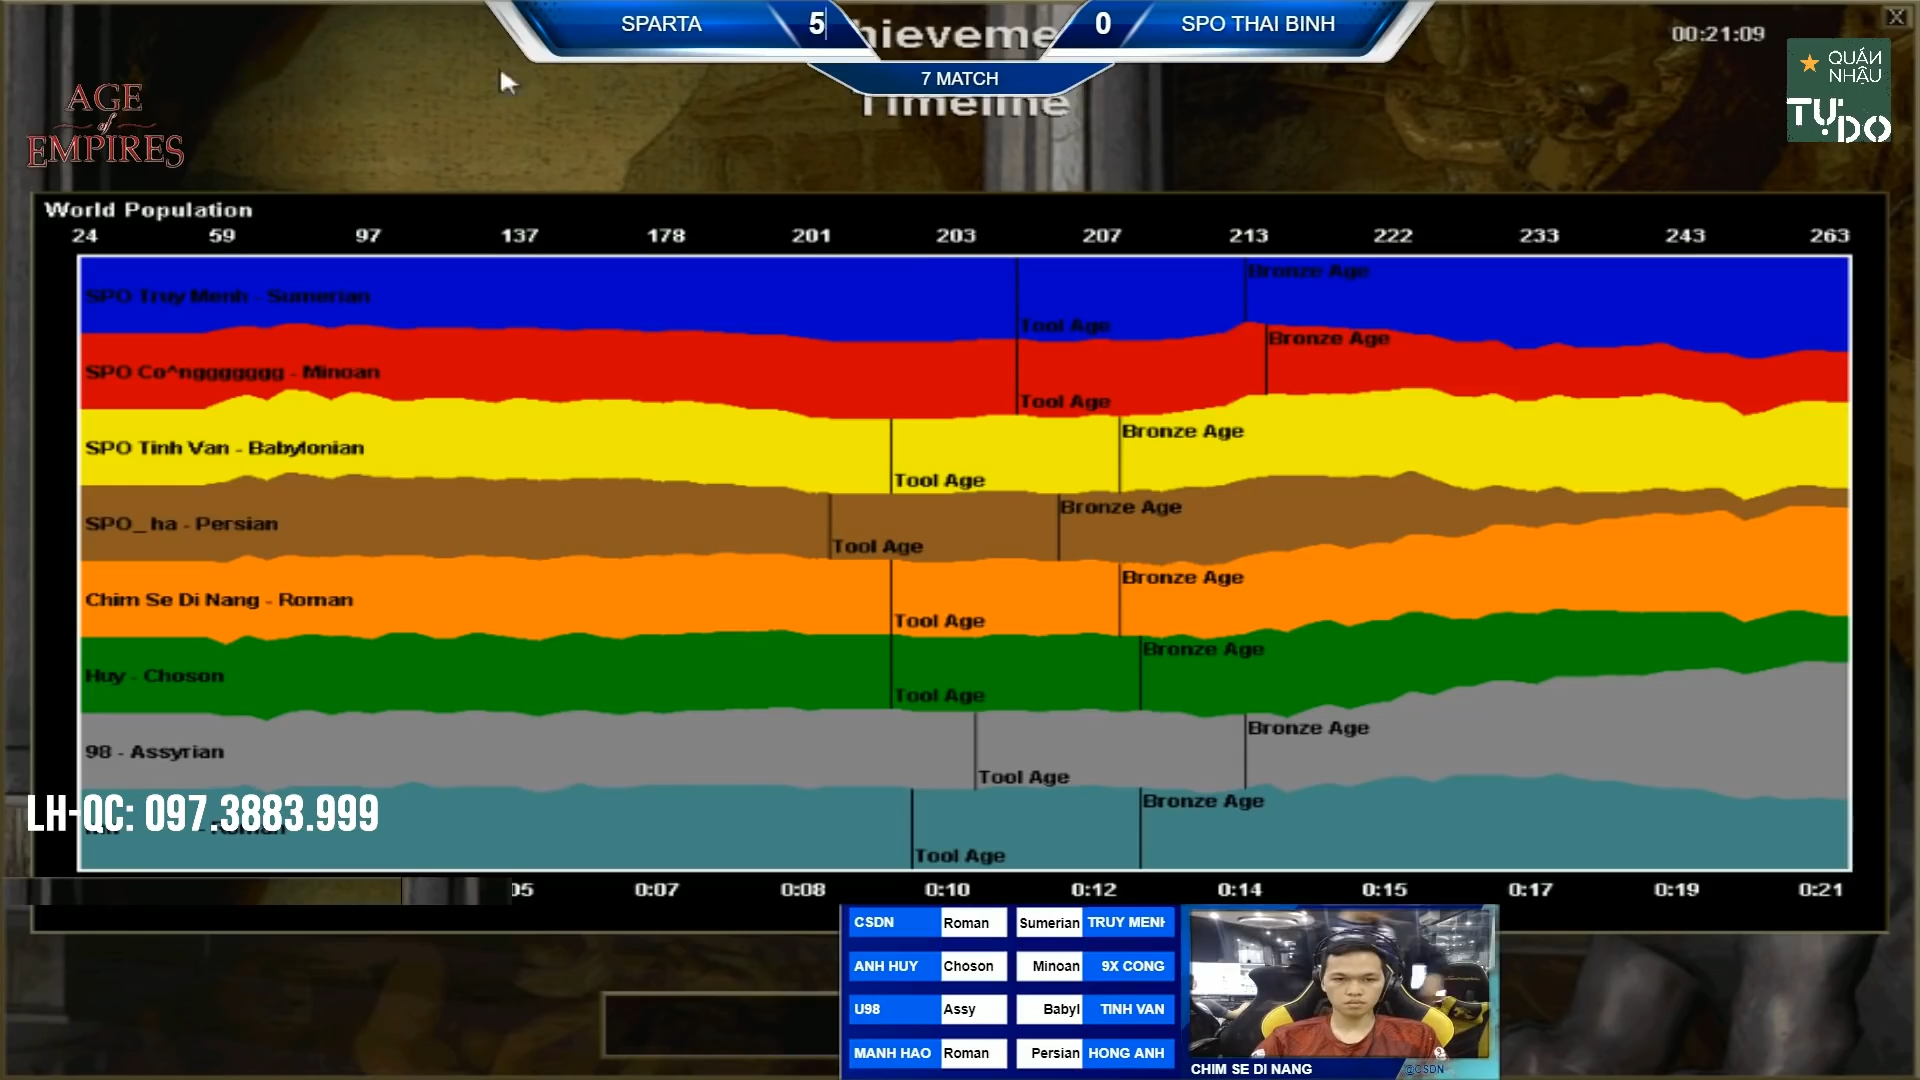 SPARTA 5 0 SPO THAI BINH
hieveme
00:21:09
7 MATCH
Timeline
AGE
of
EMPIRES
QUÁN
NHẬU
TỰ DO
World Population
24 59 97 137 178 201 203 207 213 222 233 243 263
Bronze Age
SPO Truy Menh - Sumerian
Tool Age
Bronze Age
SPO Co^nggggggg - Minoan
Tool Age
Bronze Age
SPO Tinh Van - Babylonian
Tool Age
Bronze Age
SPO_ ha - Persian
Tool Age
Bronze Age
Chim Se Di Nang - Roman
Tool Age
Bronze Age
Huy - Choson
Tool Age
Bronze Age
98 - Assyrian
Tool Age
Bronze Age
LH-QC: 097.3883.999
- Roman
Tool Age
05 0:07 0:08 0:10 0:12 0:14 0:15 0:17 0:19 0:21
CSDN Roman Sumerian TRUY MENH
ANH HUY Choson Minoan 9X CONG
U98 Assy Babyl TINH VAN
MANH HAO Roman Persian HONG ANH
CHIM SE DI NANG @CSDN